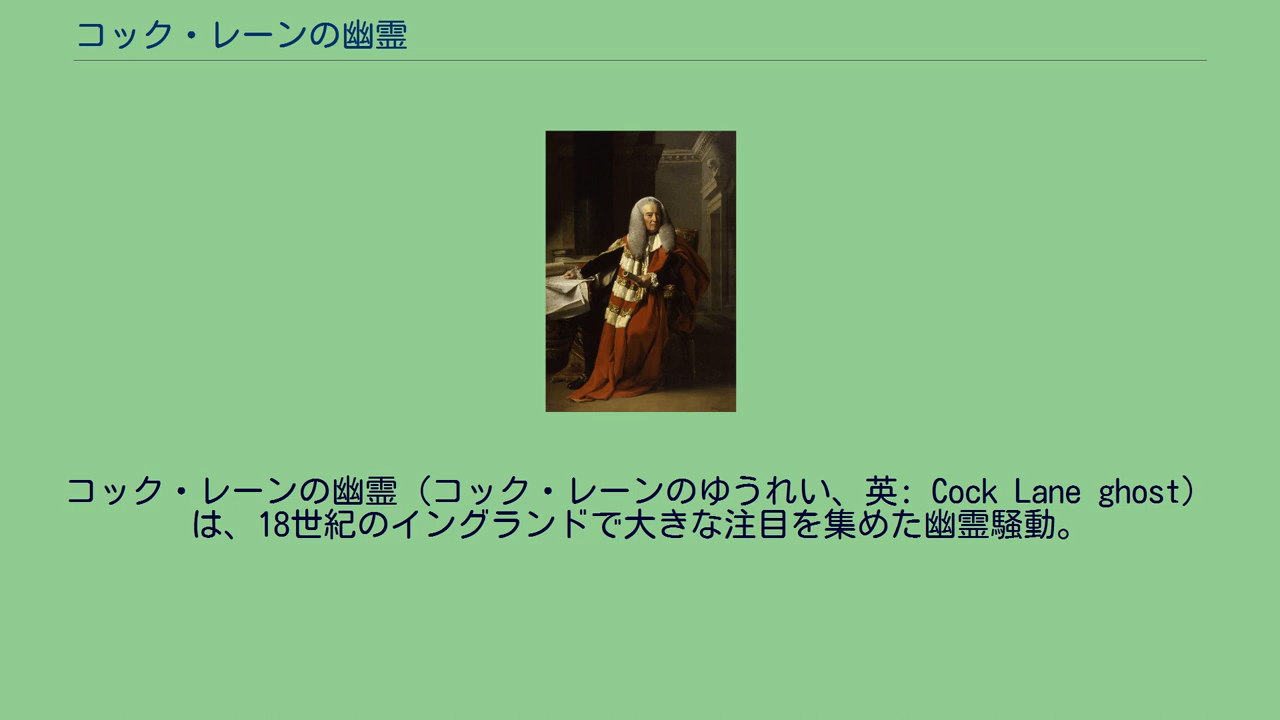 コック・レーンの幽霊
コック・レーンの幽霊（コック・レーンのゆうれい、英: Cock Lane ghost）
は、18世紀のイングランドで大きな注目を集めた幽霊騒動。